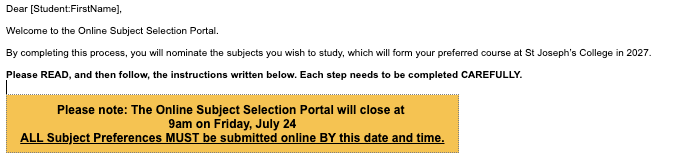 Dear [Student:FirstName],
Welcome to the Online Subject Selection Portal.
By completing this process, you will nominate the subjects you wish to study, which will form your preferred course at St Joseph's College in 2027.
Please READ, and then follow, the instructions written below. Each step needs to be completed CAREFULLY.
Please note: The Online Subject Selection Portal will close at
9am on Friday, July 24
ALL Subject Preferences MUST be submitted online BY this date and time.